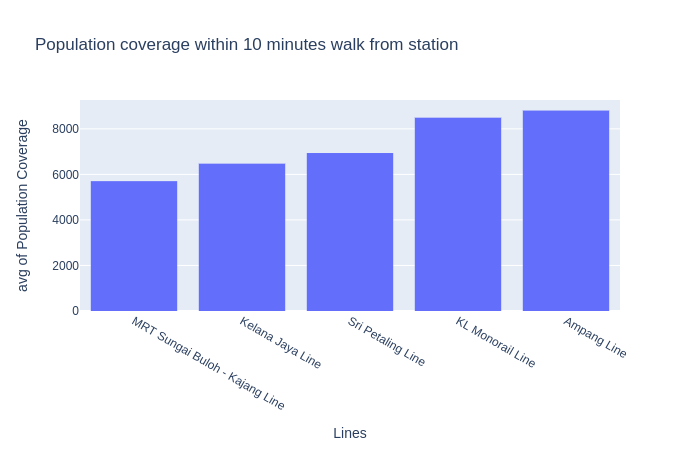 Population coverage within 10 minutes walk from station
avg of Population Coverage
8000
6000
4000
2000
0
MRT Sungai Buloh - Kajang Line
Kelana Jaya Line
Sri Petaling Line
KL Monorail Line
Ampang Line
Lines